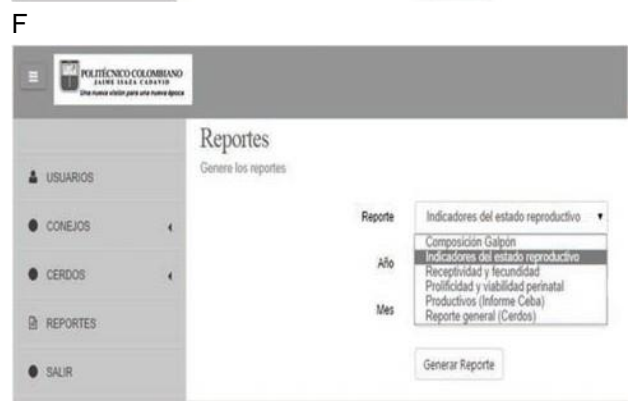 F
POLITÉCNICO COLOMBIANO
JAIME ISAZA CADAVID
Una nueva visión para una nueva época
Reportes
Genere los reportes
USUARIOS
CONEJOS
CERDOS
REPORTES
SALIR
Reporte
Indicadores del estado reproductivo
Composición Galpón
Indicadores del estado reproductivo
Receptividad y fecundidad
Prolificidad y viabilidad perinatal
Productivos (Informe Ceba)
Reporte general (Cerdos)
Año
Mes
Generar Reporte